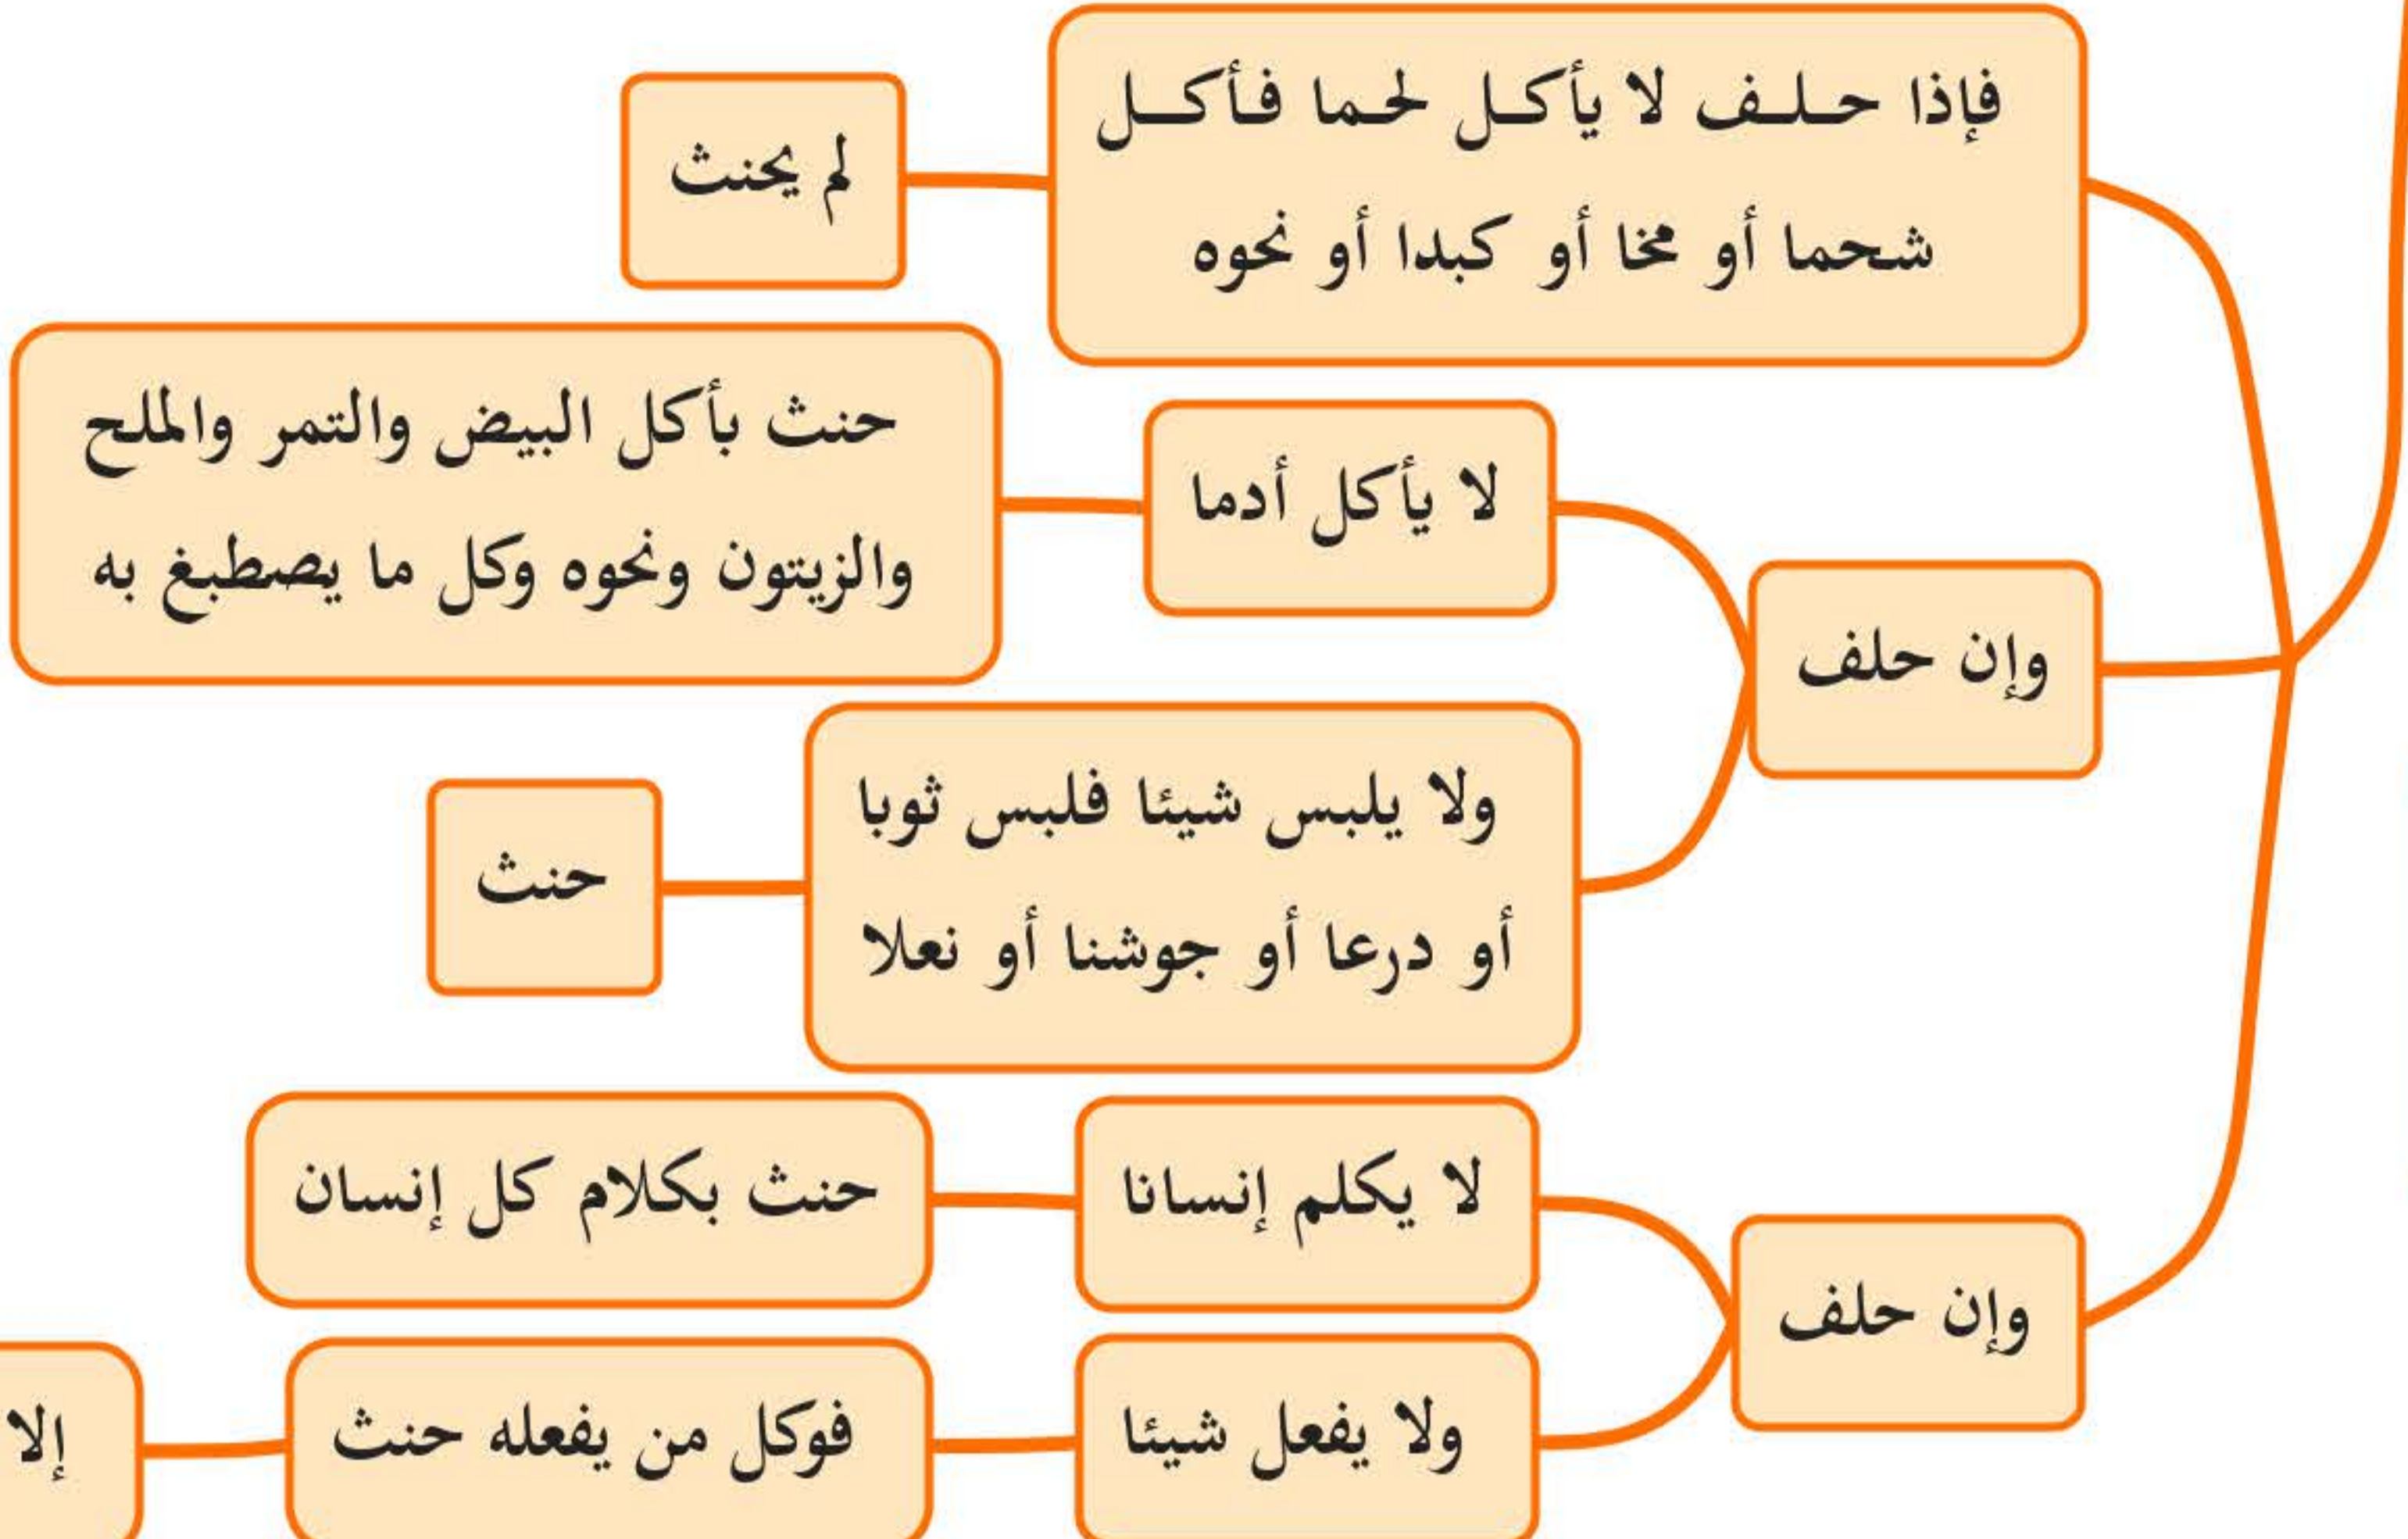 فإذا حلف لا يأكل لحما فأكل
شحما أو مخا أو كبدا أو نحوه
لم يحنث
وإن حلف
لا يأكل أدما
حنث بأكل البيض والتمر والملح
والزيتون ونحوه وكل ما يصطبغ به
ولا يلبس شيئا فلبس ثوبا
أو درعا أو جوشنا أو نعلا
حنث
وإن حلف
لا يكلم إنسانا
حنث بكلام كل إنسان
ولا يفعل شيئا
فوكل من يفعله حنث
إلا